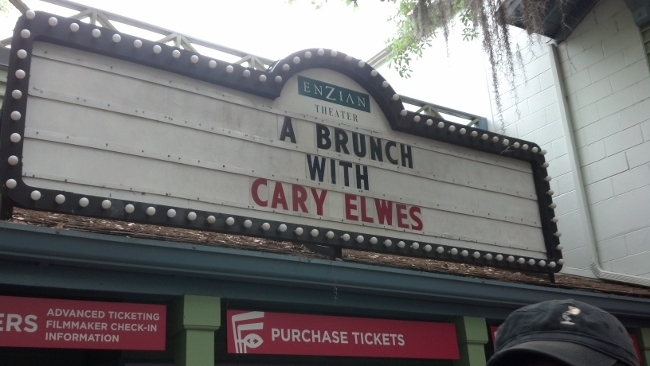 ENZIAN
THEATER
A BRUNCH
WITH
CARY ELWES
ERS
ADVANCED TICKETING
FILMMAKER CHECK-IN
INFORMATION
PURCHASE TICKETS